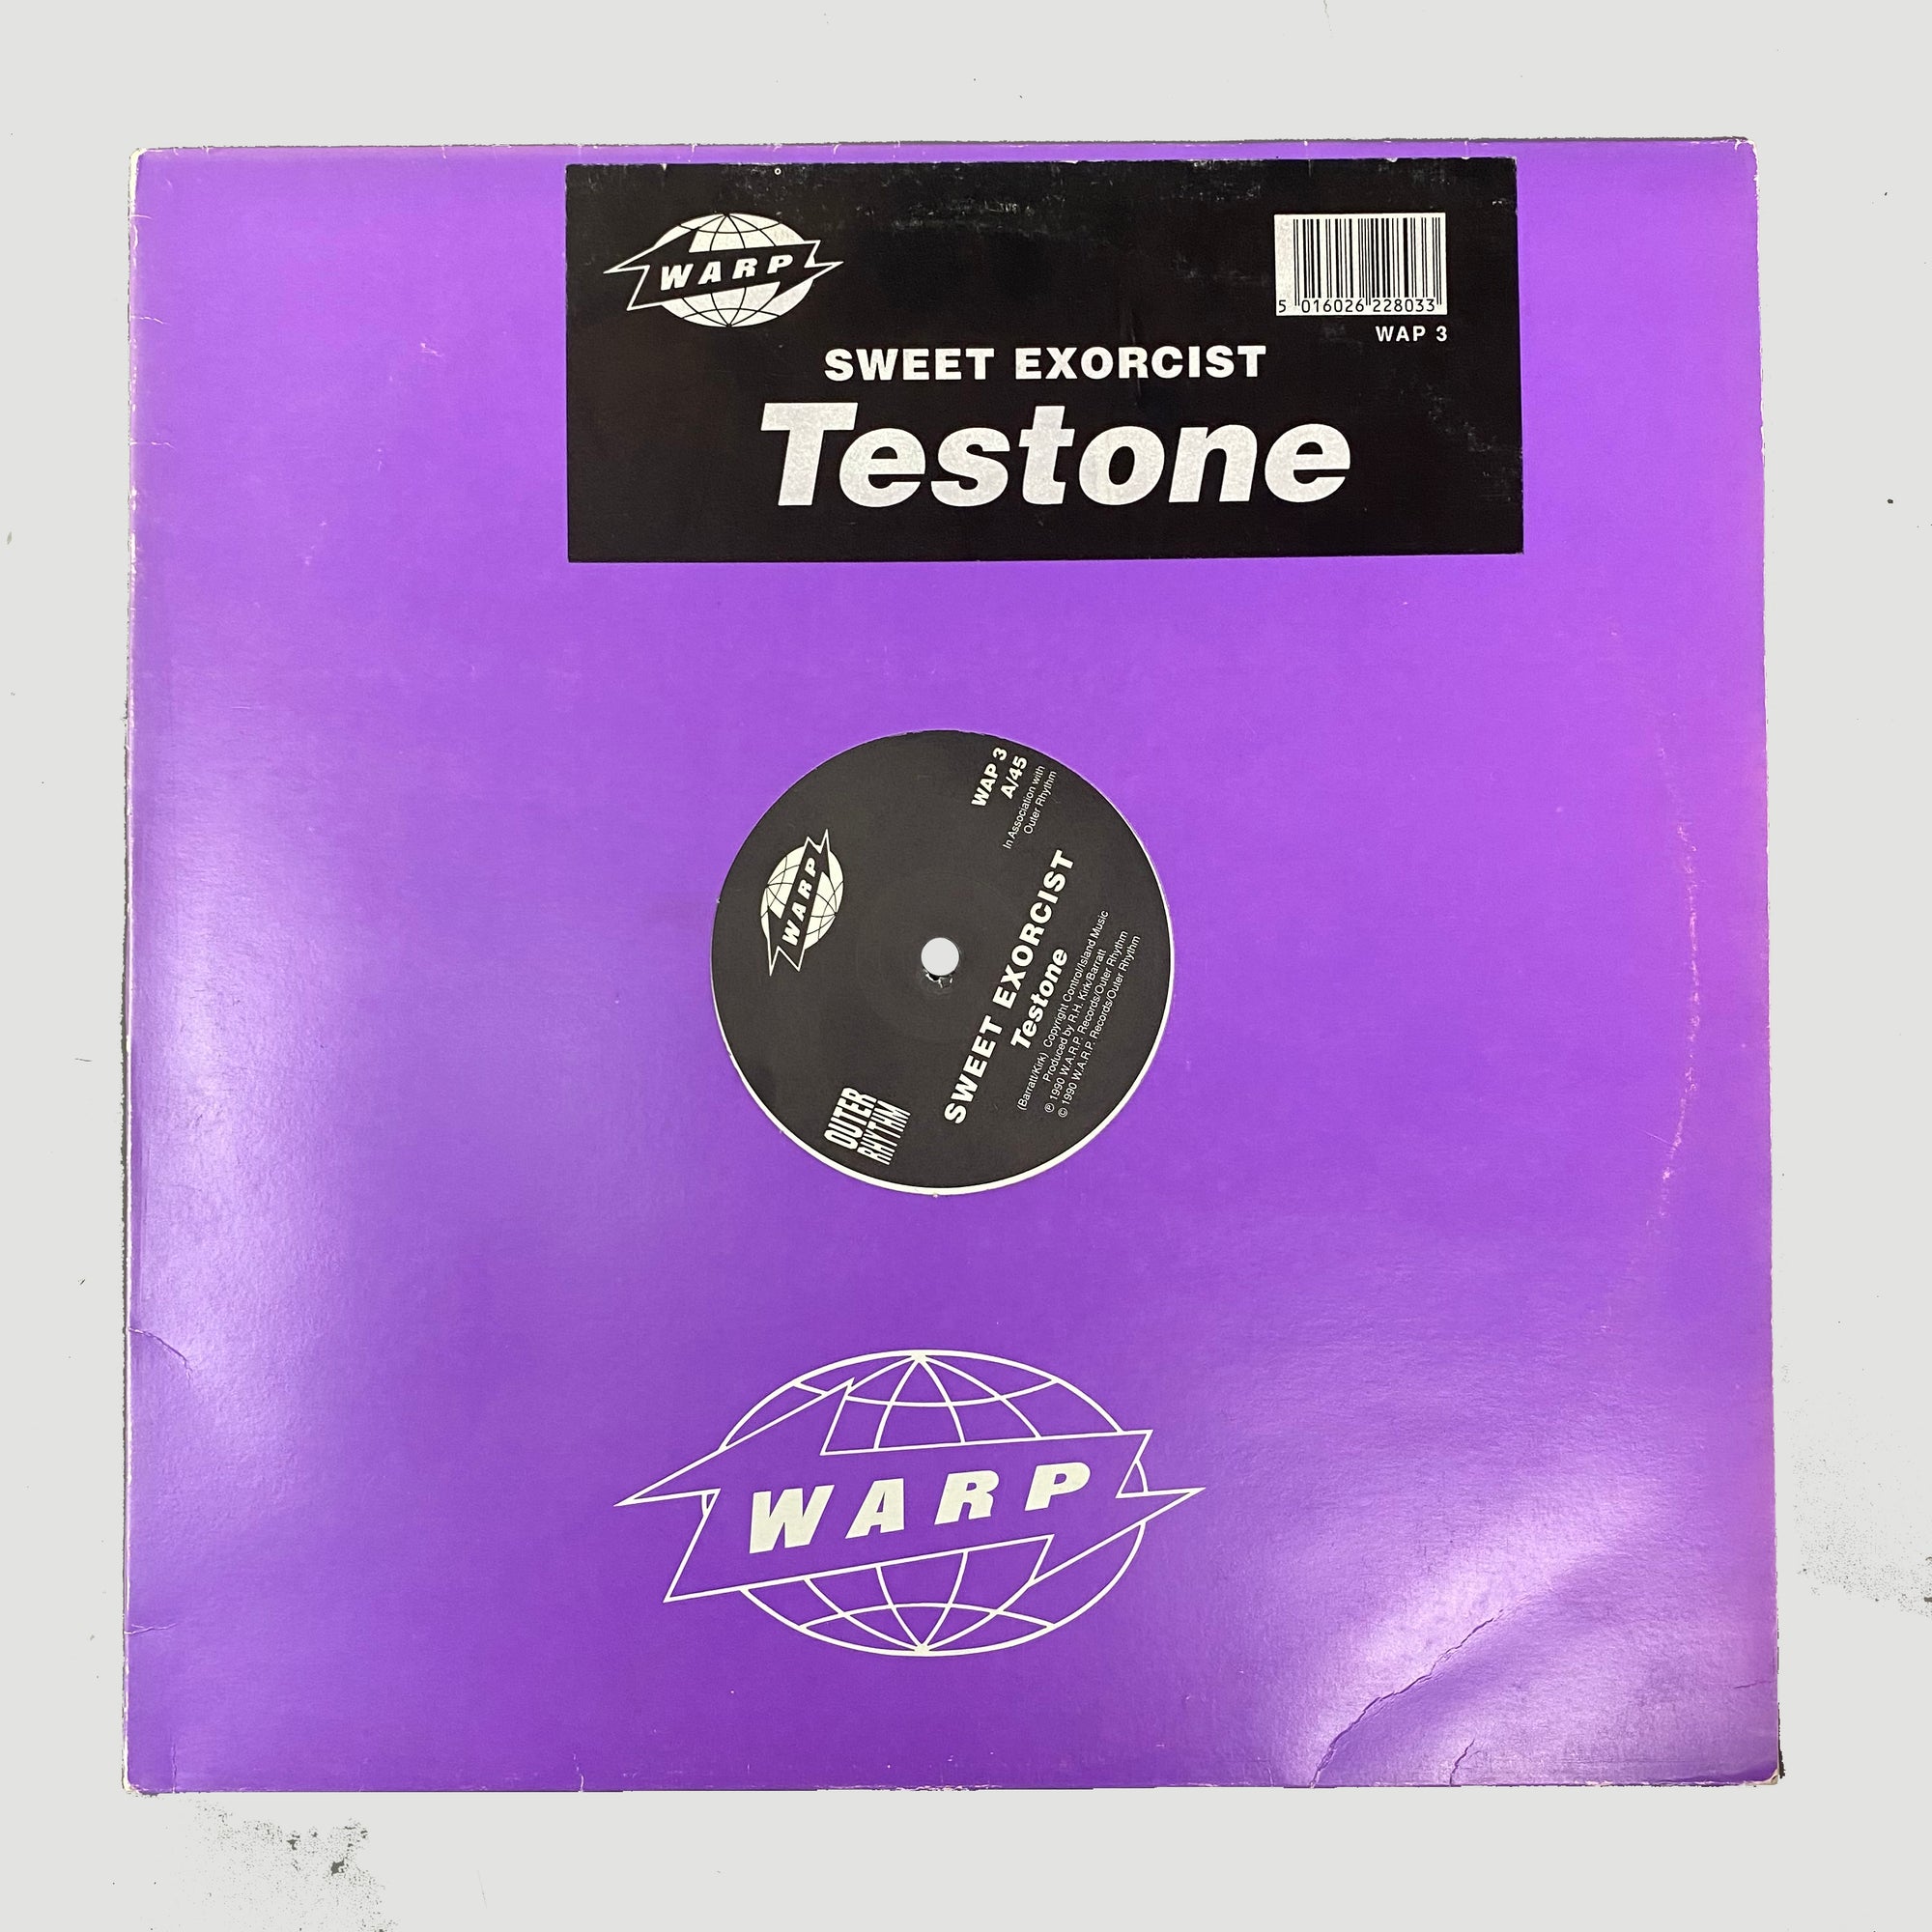 WARP
5 016026 228033
WAP 3
SWEET EXORCIST
Testone
WAP 3
A/45
In Association with
Outer Rhythm
WARP
OUTER
RHYTHM
SWEET EXORCIST
Testone
(Barratt/Kirk) Copyright Control/Island Music
Produced by R.H. Kirk/Barratt
℗ 1990 W.A.R.P. Records/Outer Rhythm
© 1990 W.A.R.P. Records/Outer Rhythm
WARP